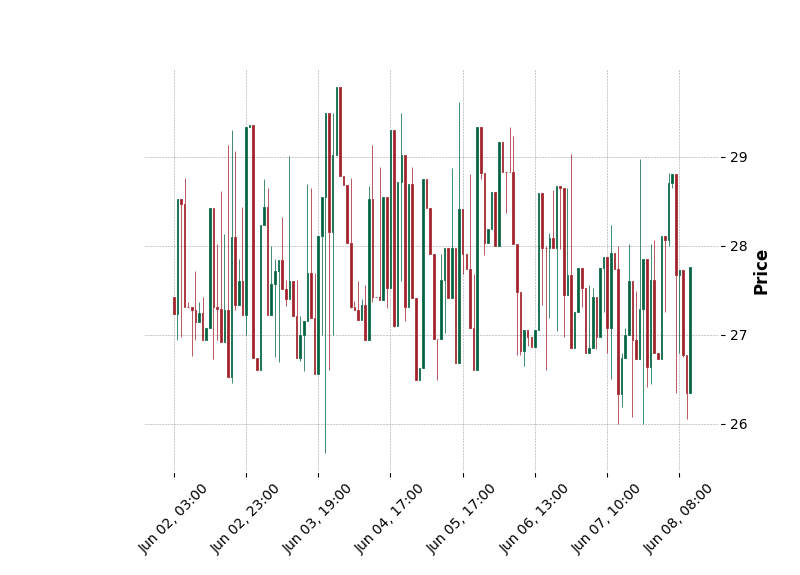 29
28
27
26
Price
Jun 02, 03:00
Jun 02, 23:00
Jun 03, 19:00
Jun 04, 17:00
Jun 05, 17:00
Jun 06, 13:00
Jun 07, 10:00
Jun 08, 08:00